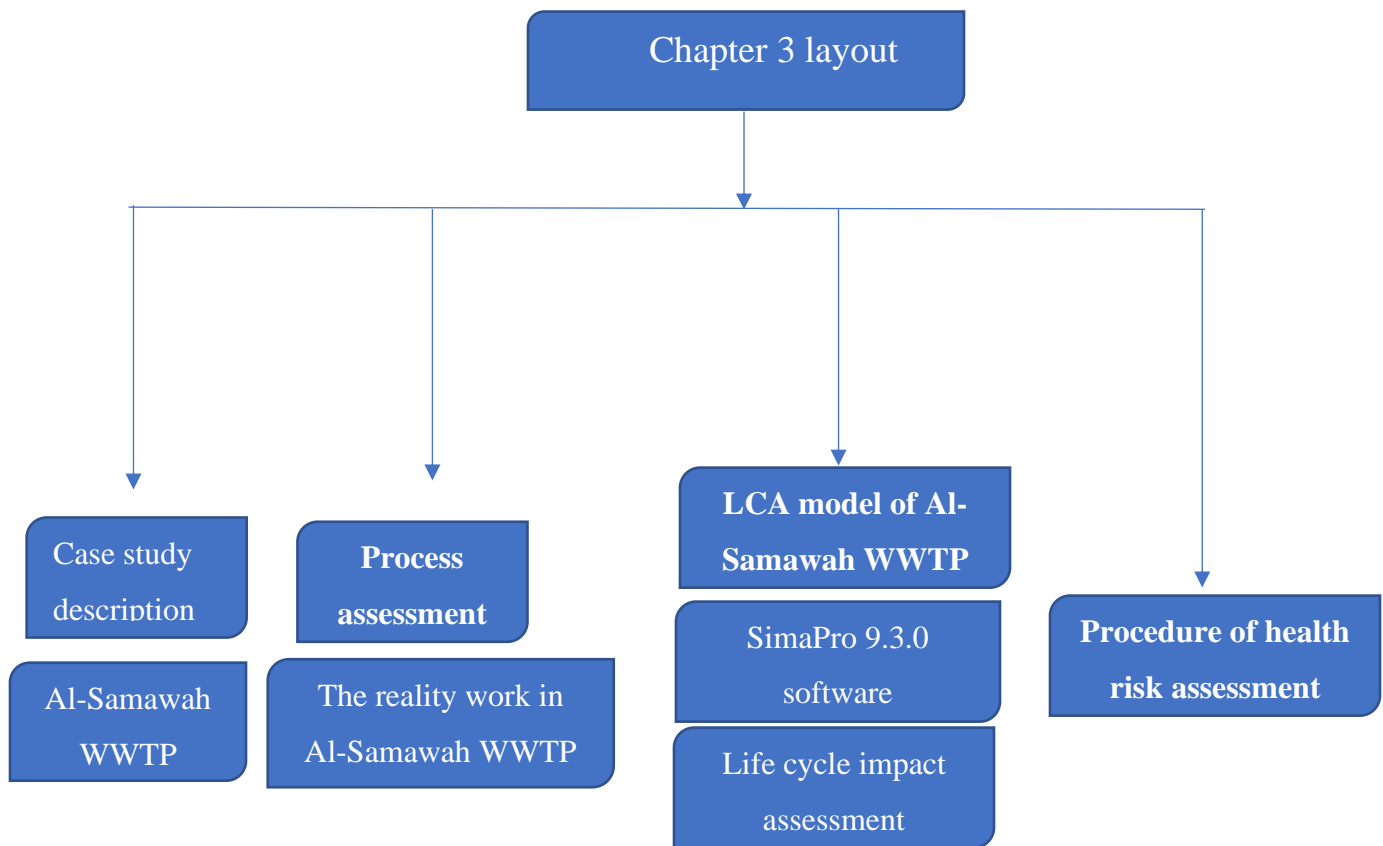 Chapter 3 layout
Case study
description
Al-Samawah
WWTP
Process
assessment
The reality work in
Al-Samawah WWTP
LCA model of Al-
Samawah WWTP
SimaPro 9.3.0
software
Life cycle impact
assessment
Procedure of health
risk assessment